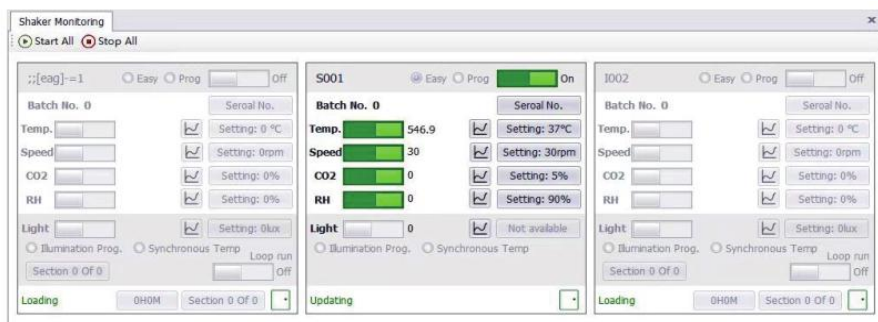 Shaker Monitoring
Start All Stop All
;;[eag]-=1 Easy Prog Off
Batch No. 0 Seroal No.
Temp. Setting: 0 ℃
Speed Setting: 0rpm
CO2 Setting: 0%
RH Setting: 0%
Light Setting: 0lux
Illumination Prog. Synchronous Temp
Loop run
Section 0 Of 0 Off
Loading 0H0M Section 0 Of 0
S001 Easy Prog On
Batch No. 0 Seroal No.
Temp. 546.9 Setting: 37℃
Speed 30 Setting: 30rpm
CO2 0 Setting: 5%
RH 0 Setting: 90%
Light 0 Not available
Illumination Prog. Synchronous Temp
Updating
I002 Easy Prog Off
Batch No. 0 Seroal No.
Temp. Setting: 0 ℃
Speed Setting: 0rpm
CO2 Setting: 0%
RH Setting: 0%
Light Setting: 0lux
Illumination Prog. Synchronous Temp
Loop run
Section 0 Of 0 Off
Loading 0H0M Section 0 Of 0